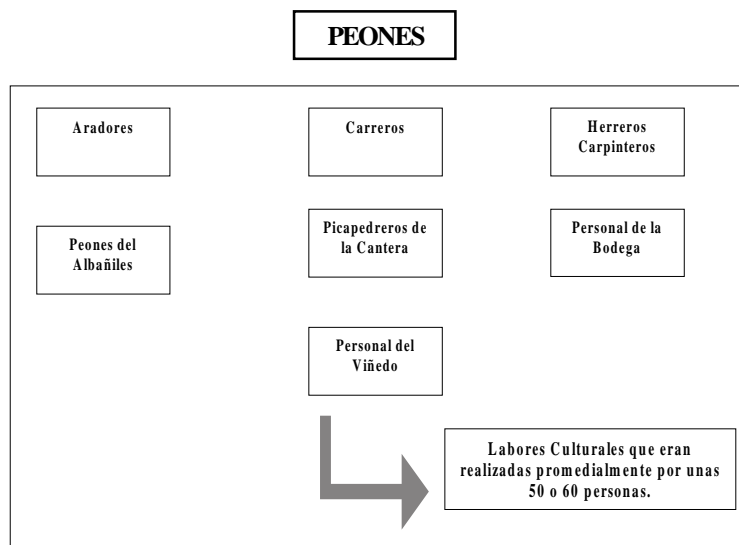 PEONES
Aradores
Carreros
Herreros
Carpinteros
Peones del
Albañiles
Picapedreros de
la Cantera
Personal de la
Bodega
Personal del
Viñedo
Labores Culturales que eran
realizadas promedialmente por unas
50 o 60 personas.